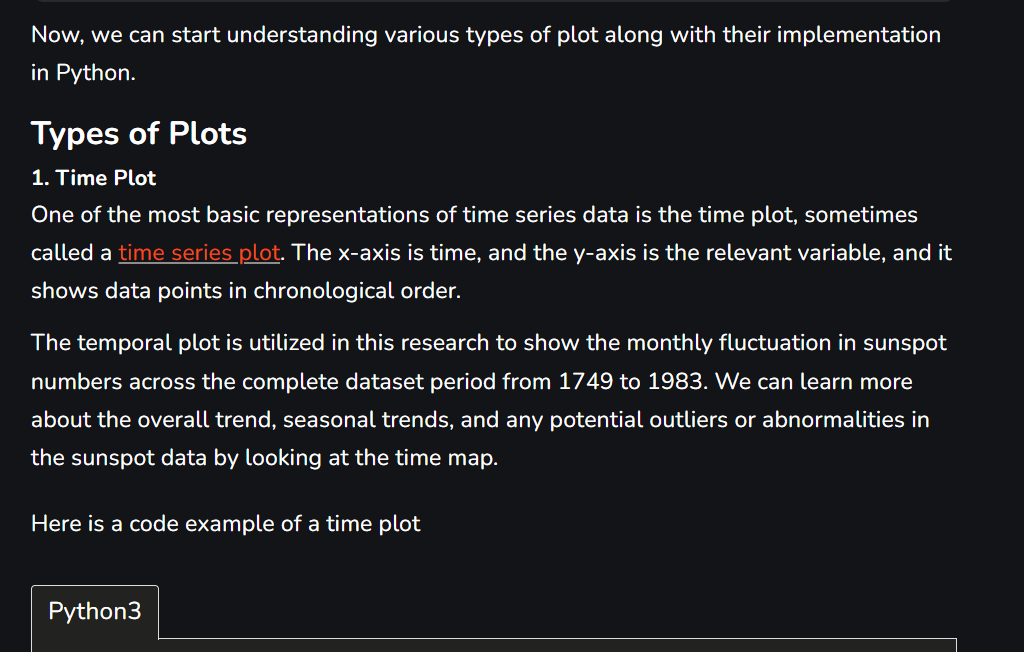 Now, we can start understanding various types of plot along with their implementation
in Python.
Types of Plots
1. Time Plot
One of the most basic representations of time series data is the time plot, sometimes
called a time series plot. The x-axis is time, and the y-axis is the relevant variable, and it
shows data points in chronological order.
The temporal plot is utilized in this research to show the monthly fluctuation in sunspot
numbers across the complete dataset period from 1749 to 1983. We can learn more
about the overall trend, seasonal trends, and any potential outliers or abnormalities in
the sunspot data by looking at the time map.
Here is a code example of a time plot
Python3